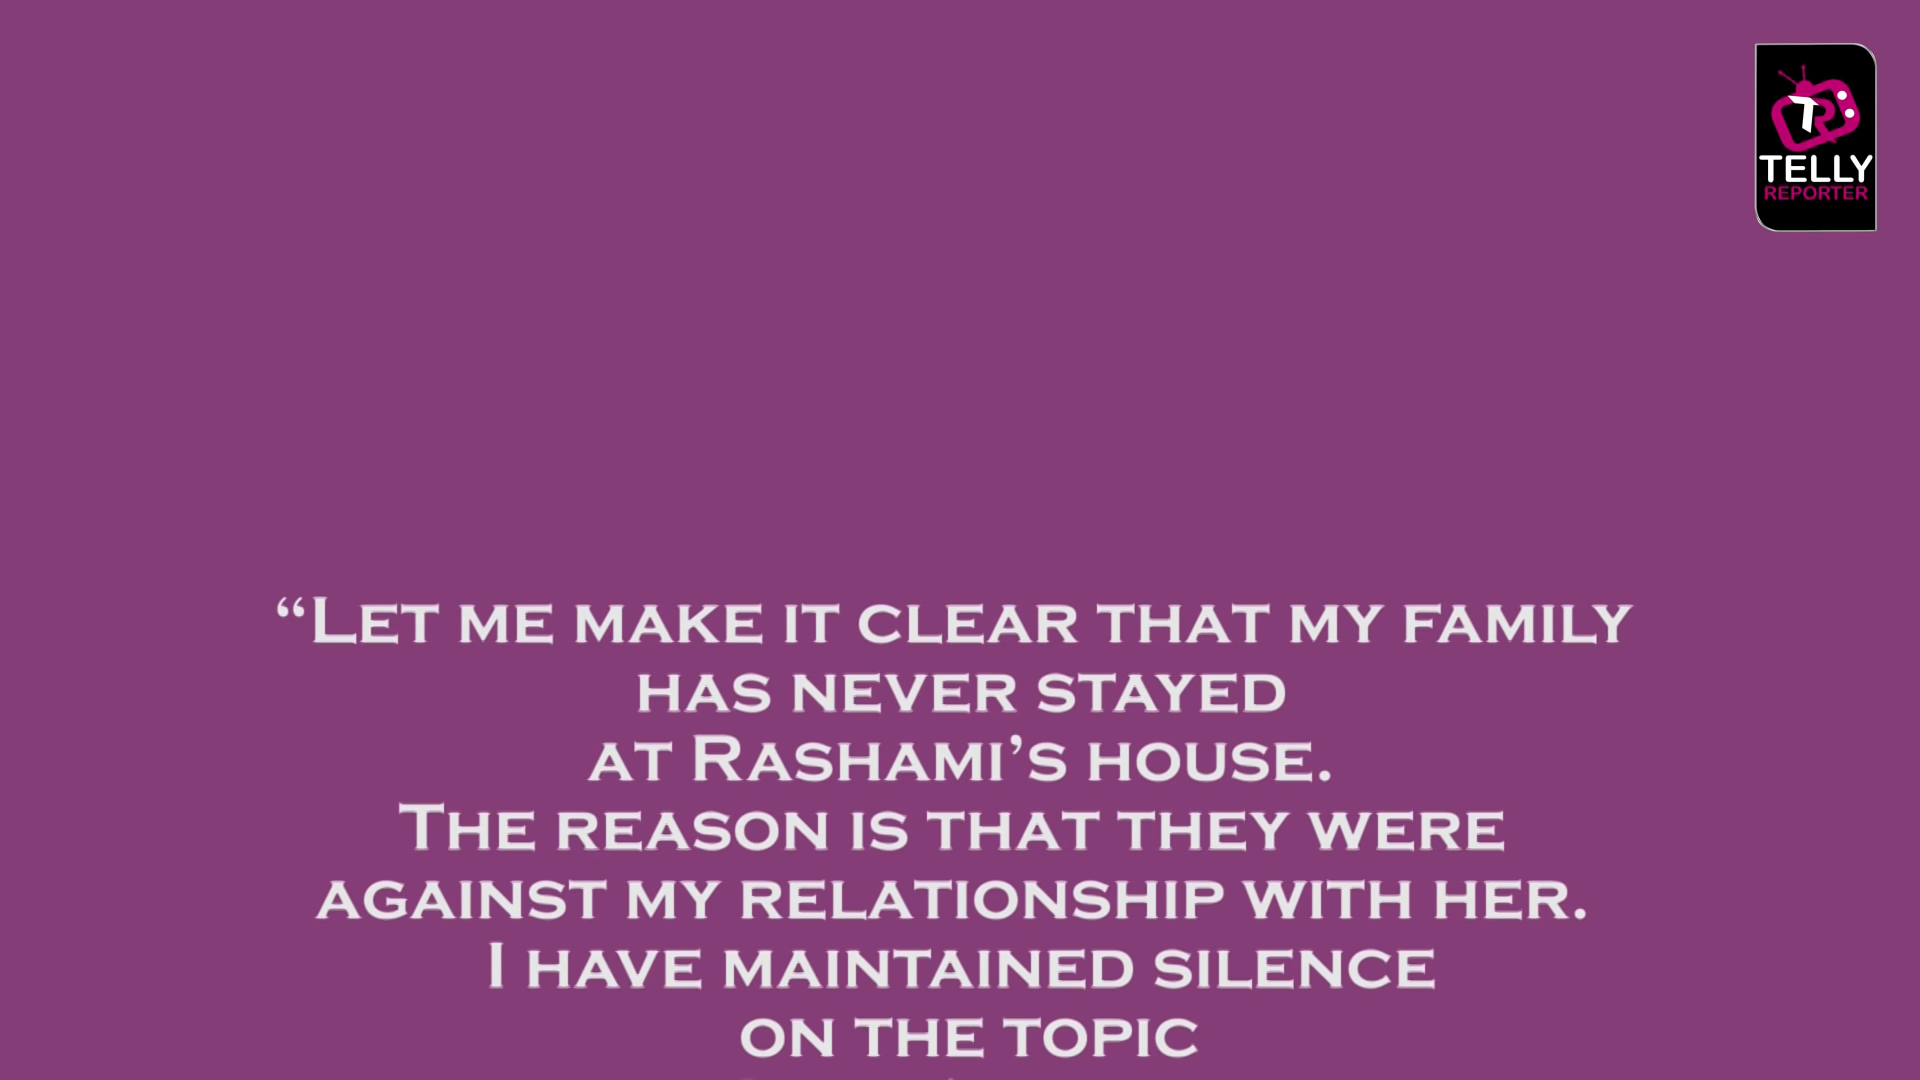 TR
TELLY
REPORTER
“Let me make it clear that my family
has never stayed
at Rashami’s house.
The reason is that they were
against my relationship with her.
I have maintained silence
on the topic